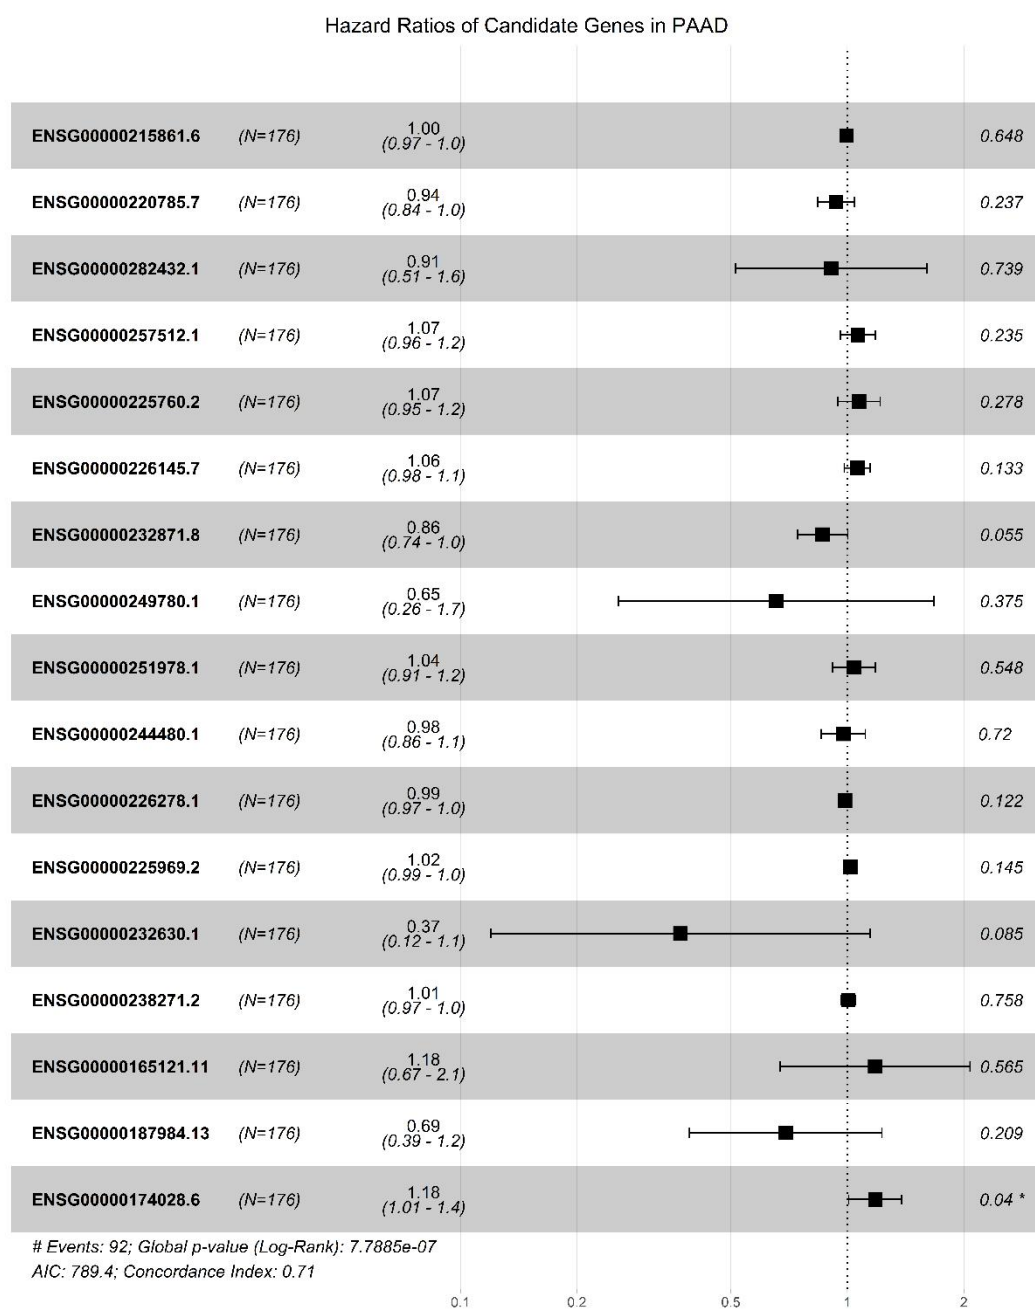 Hazard Ratios of Candidate Genes in PAAD
ENSG00000215861.6 (N=176) 1.00 (0.97 - 1.0) 0.648
ENSG00000220785.7 (N=176) 0.94 (0.84 - 1.0) 0.237
ENSG00000282432.1 (N=176) 0.91 (0.51 - 1.6) 0.739
ENSG00000257512.1 (N=176) 1.07 (0.96 - 1.2) 0.235
ENSG00000225760.2 (N=176) 1.07 (0.95 - 1.2) 0.278
ENSG00000226145.7 (N=176) 1.06 (0.98 - 1.1) 0.133
ENSG00000232871.8 (N=176) 0.86 (0.74 - 1.0) 0.055
ENSG00000249780.1 (N=176) 0.65 (0.26 - 1.7) 0.375
ENSG00000251978.1 (N=176) 1.04 (0.91 - 1.2) 0.548
ENSG00000244480.1 (N=176) 0.98 (0.86 - 1.1) 0.72
ENSG00000226278.1 (N=176) 0.99 (0.97 - 1.0) 0.122
ENSG00000225969.2 (N=176) 1.02 (0.99 - 1.0) 0.145
ENSG00000232630.1 (N=176) 0.37 (0.12 - 1.1) 0.085
ENSG00000238271.2 (N=176) 1.01 (0.97 - 1.0) 0.758
ENSG00000165121.11 (N=176) 1.18 (0.67 - 2.1) 0.565
ENSG00000187984.13 (N=176) 0.69 (0.39 - 1.2) 0.209
ENSG00000174028.6 (N=176) 1.18 (1.01 - 1.4) 0.04 *
# Events: 92; Global p-value (Log-Rank): 7.7885e-07
AIC: 789.4; Concordance Index: 0.71
0.1 0.2 0.5 1 2